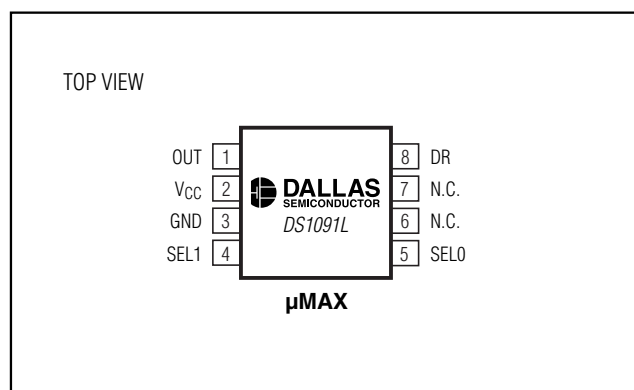 TOP VIEW
OUT 1
VCC 2
GND 3
SEL1 4
DALLAS
SEMICONDUCTOR
DS1091L
8 DR
7 N.C.
6 N.C.
5 SEL0
µMAX